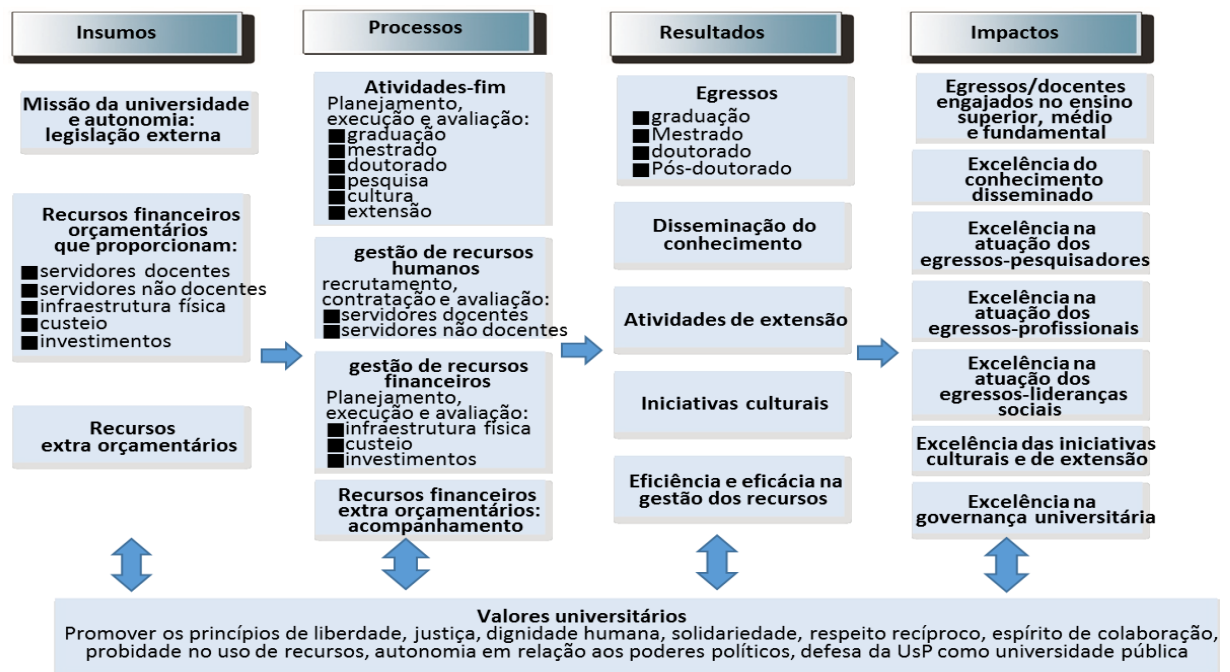 Insumos
Missão da universidade
e autonomia:
legislação externa
Recursos financeiros
orçamentários
que proporcionam:
servidores docentes
servidores não docentes
infraestrutura física
custeio
investimentos
Recursos
extra orçamentários
Processos
Atividades-fim
Planejamento,
execução e avaliação:
graduação
mestrado
doutorado
pesquisa
cultura
extensão
gestão de recursos
humanos
recrutamento,
contratação e avaliação:
servidores docentes
servidores não docentes
gestão de recursos
financeiros
Planejamento,
execução e avaliação:
infraestrutura física
custeio
investimentos
Recursos financeiros
extra orçamentários:
acompanhamento
Resultados
Egressos
graduação
Mestrado
doutorado
Pós-doutorado
Disseminação do
conhecimento
Atividades de extensão
Iniciativas culturais
Eficiência e eficácia na
gestão dos recursos
Impactos
Egressos/docentes
engajados no ensino
superior, médio
e fundamental
Excelência do
conhecimento
disseminado
Excelência na
atuação dos
egressos-pesquisadores
Excelência na
atuação dos
egressos-profissionais
Excelência na
atuação dos
egressos-lideranças
sociais
Excelência das iniciativas
culturais e de extensão
Excelência na
governança universitária
Valores universitários
Promover os princípios de liberdade, justiça, dignidade humana, solidariedade, respeito recíproco, espírito de colaboração,
probidade no uso de recursos, autonomia em relação aos poderes políticos, defesa da UsP como universidade pública